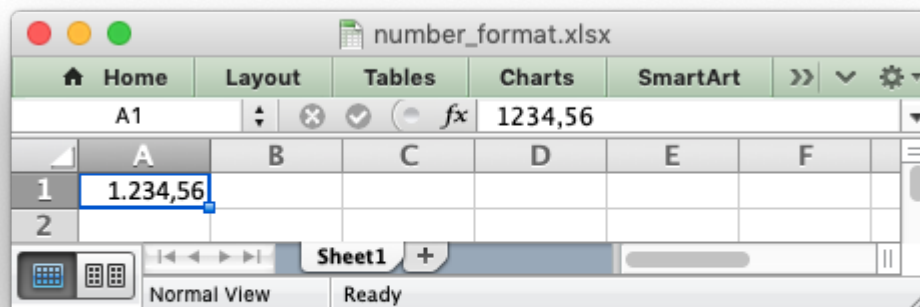 number_format.xlsx
Home Layout Tables Charts SmartArt
A1 fx 1234,56
A B C D E F
1 1.234,56
2
Sheet1 +
Normal View Ready